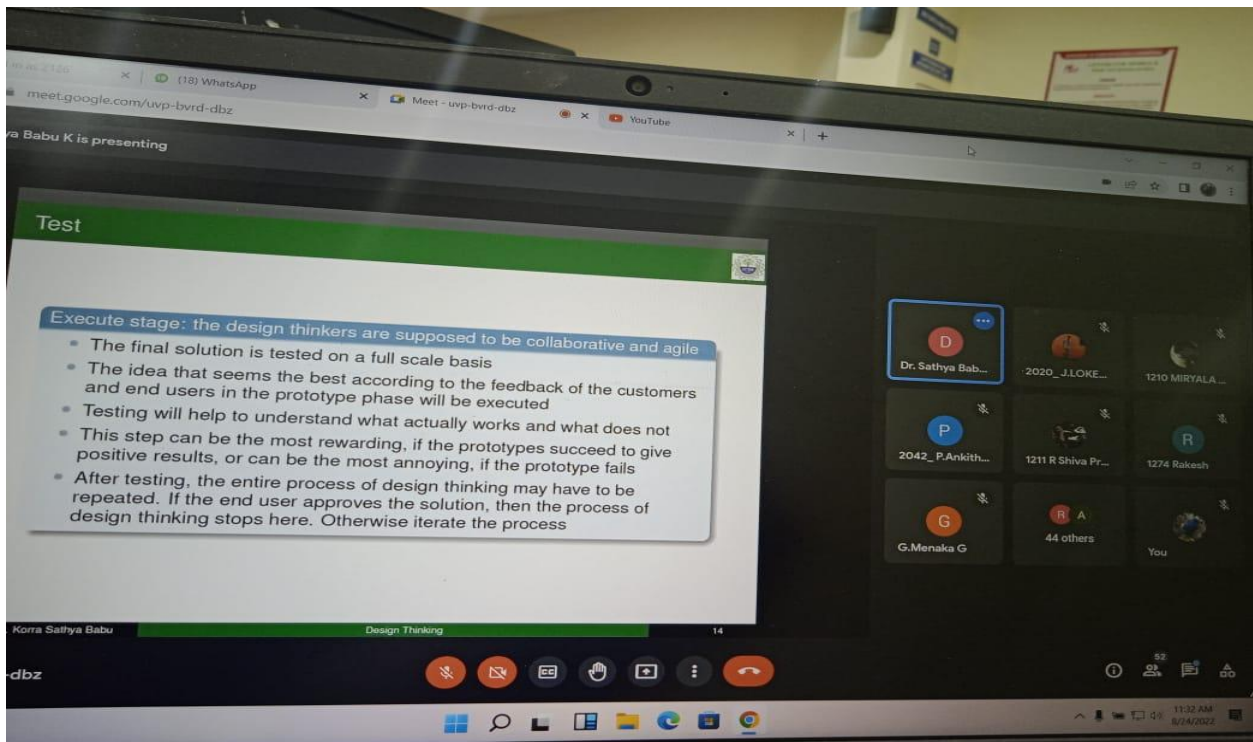 (18) WhatsApp
Meet - uvp-bvrd-dbz
YouTube
meet.google.com/uvp-bvrd-dbz
ya Babu K is presenting
Test
Execute stage: the design thinkers are supposed to be collaborative and agile
The final solution is tested on a full scale basis
The idea that seems the best according to the feedback of the customers
and end users in the prototype phase will be executed
Testing will help to understand what actually works and what does not
This step can be the most rewarding, if the prototypes succeed to give
positive results, or can be the most annoying, if the prototype fails
After testing, the entire process of design thinking may have to be
repeated. If the end user approves the solution, then the process of
design thinking stops here. Otherwise iterate the process
Korra Sathya Babu
Design Thinking
14
D
Dr. Sathya Bab...
2020_ J.LOKE...
1210 MIRYALA ...
P
2042_ P.Ankith...
1211 R Shiva Pr...
R
1274 Rakesh
G
G.Menaka G
R A
44 others
You
-dbz
CC
52
11:32 AM
8/24/2022